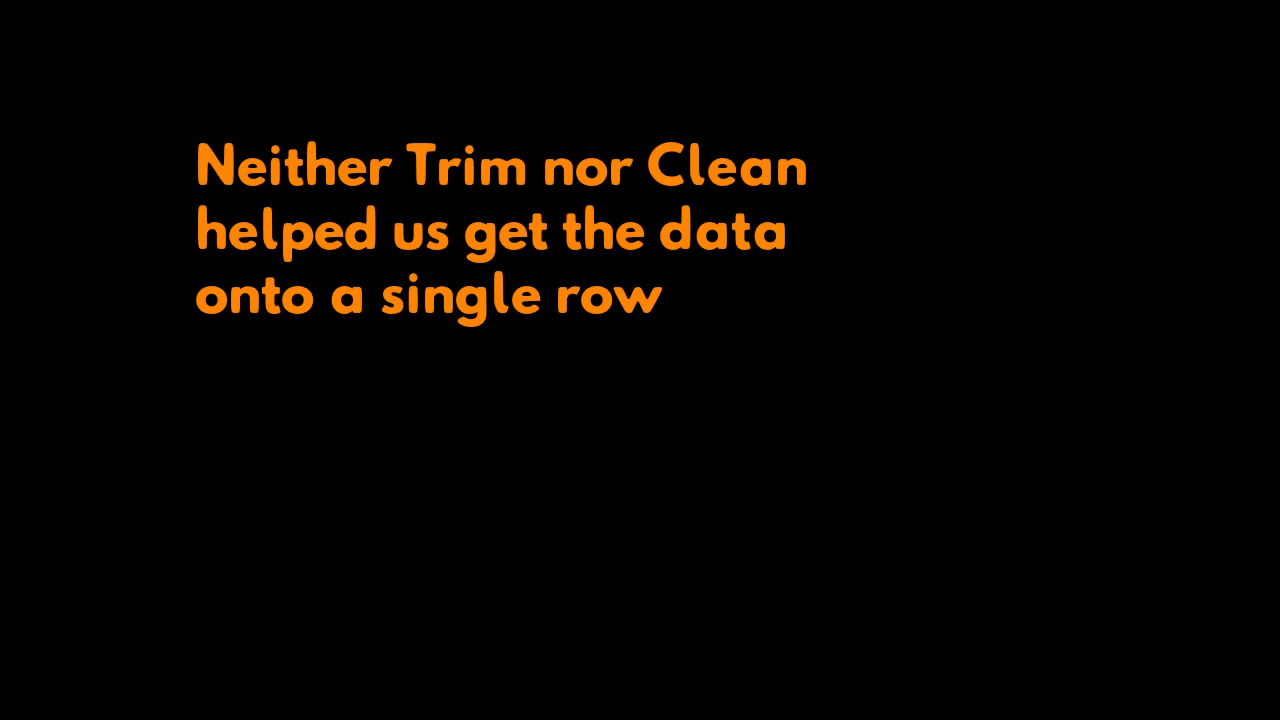 Neither Trim nor Clean
helped us get the data
onto a single row